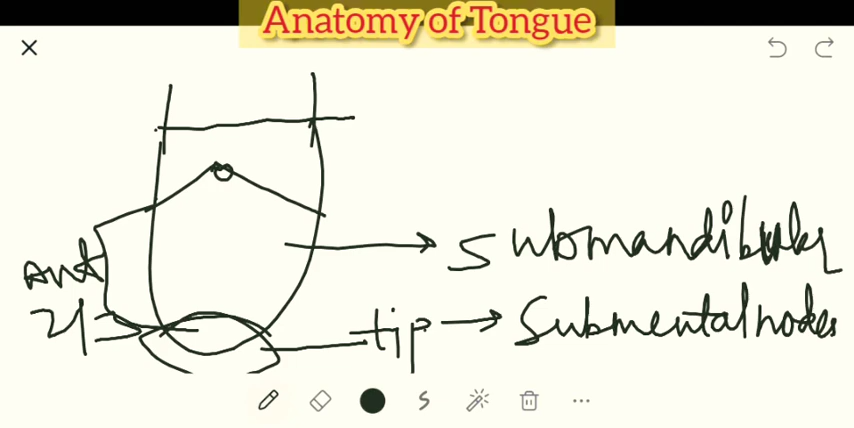 Anatomy of Tongue
Submandibular
Ant
2/3
tip → Submental nodes